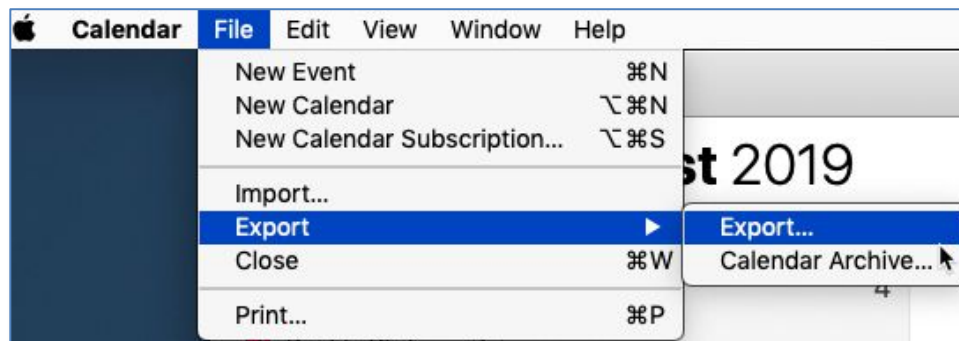 Calendar File Edit View Window Help
New Event ⌘N
New Calendar ⌥⌘N
New Calendar Subscription... ⌥⌘S
st 2019
Import...
Export ▶ Export...
Close ⌘W Calendar Archive...
4
Print... ⌘P